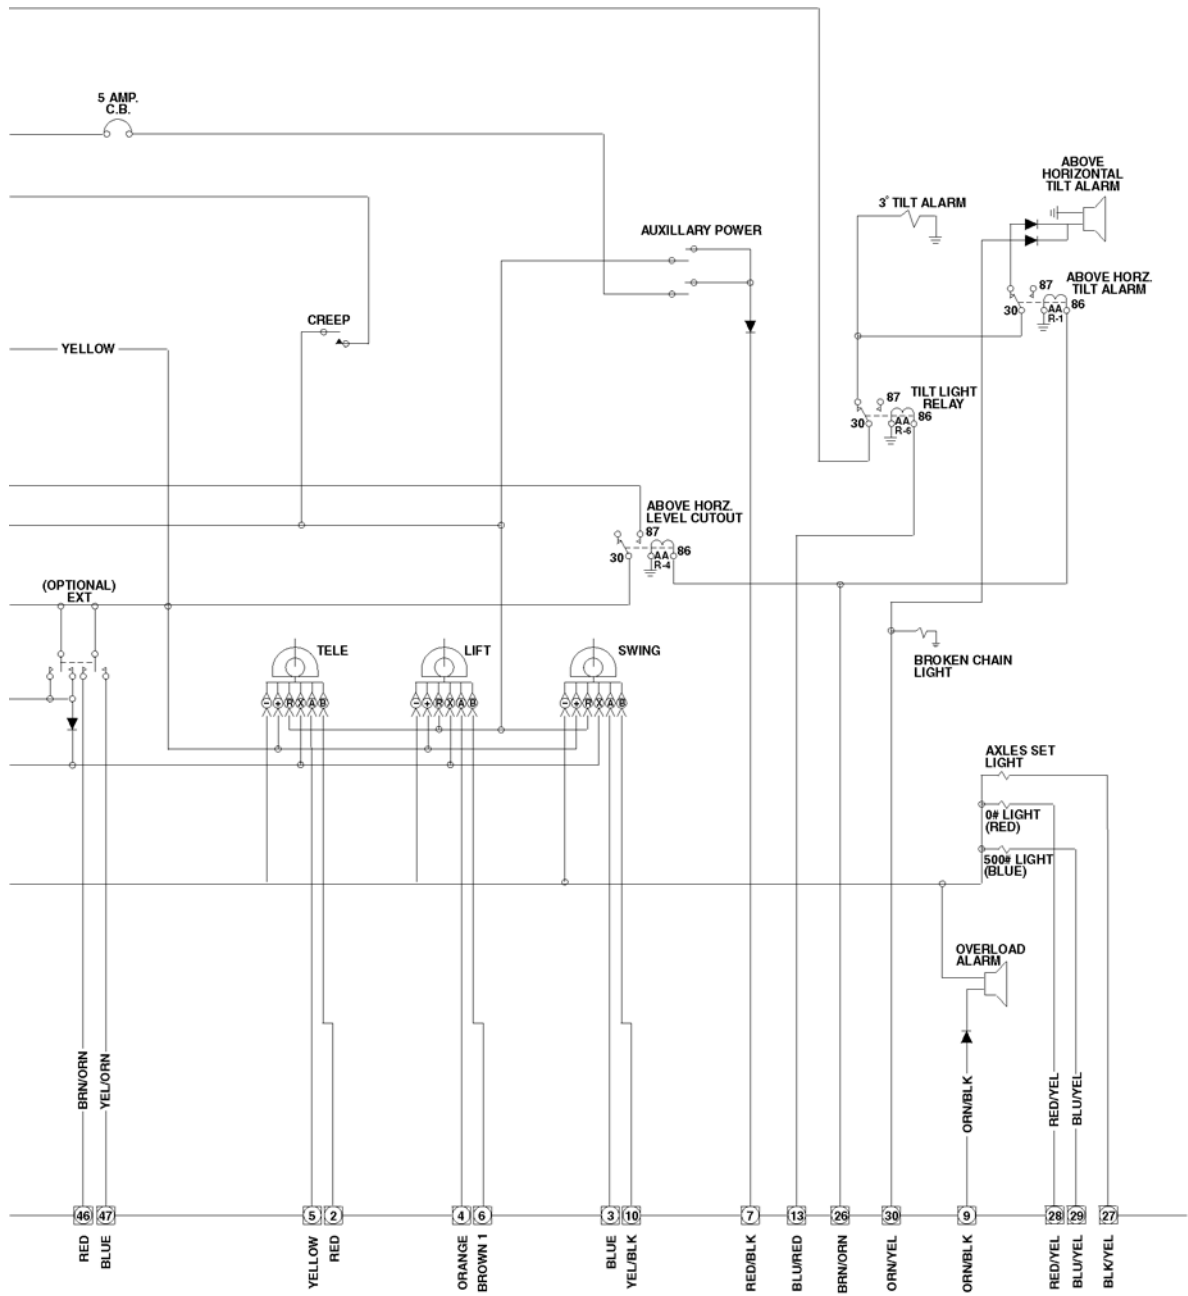 5 AMP.
C.B.
ABOVE
HORIZONTAL
TILT ALARM
3° TILT ALARM
AUXILLARY POWER
ABOVE HORZ.
TILT ALARM
87
86
30
AA
R-1
CREEP
YELLOW
TILT LIGHT
RELAY
87
86
30
AA
R-6
ABOVE HORZ.
LEVEL CUTOUT
87
86
30
AA
R-4
(OPTIONAL)
EXT
TELE
LIFT
SWING
- + R X A B
- + R X A B
- + R X A B
BROKEN CHAIN
LIGHT
AXLES SET
LIGHT
0# LIGHT
(RED)
500# LIGHT
(BLUE)
OVERLOAD
ALARM
BRN/ORN
YEL/ORN
ORN/BLK
RED/YEL
BLU/YEL
46 47 5 2 4 6 3 10 7 13 26 30 9 28 29 27
RED
BLUE
YELLOW
RED
ORANGE
BROWN 1
BLUE
YEL/BLK
RED/BLK
BLU/RED
BRN/ORN
ORN/YEL
ORN/BLK
RED/YEL
BLU/YEL
BLK/YEL